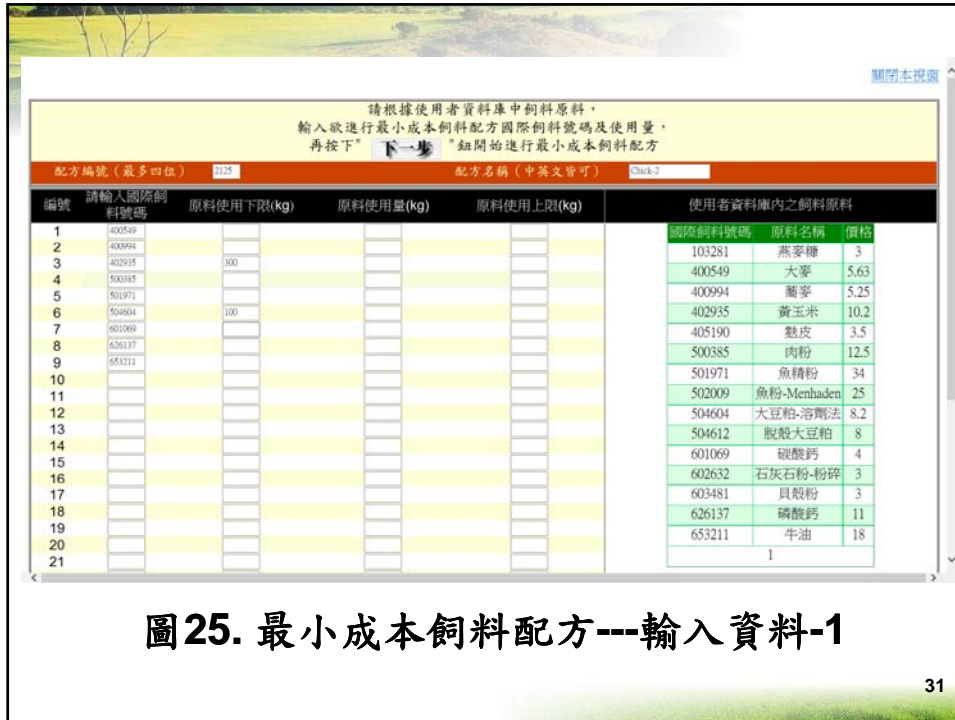 關閉本視窗
請根據使用者資料庫中飼料原料，
輸入欲進行最小成本飼料配方國際飼料號碼及使用量，
再按下" 下一步 "鈕開始進行最小成本飼料配方
配方編號（最多四位） 2125 配方名稱（中英文皆可） Chick-2
編號 請輸入國際飼料號碼 原料使用下限(kg) 原料使用量(kg) 原料使用上限(kg) 使用者資料庫內之飼料原料
1 400549
2 400994
3 402935 300
4 500385
5 501971
6 504604 100
7 601069
8 626137
9 653211
10
11
12
13
14
15
16
17
18
19
20
21
國際飼料號碼 原料名稱 價格
103281 燕麥糠 3
400549 大麥 5.63
400994 蕎麥 5.25
402935 黃玉米 10.2
405190 麩皮 3.5
500385 肉粉 12.5
501971 魚精粉 34
502009 魚粉-Menhaden 25
504604 大豆粕-溶劑法 8.2
504612 脫殼大豆粕 8
601069 碳酸鈣 4
602632 石灰石粉-粉碎 3
603481 貝殼粉 3
626137 磷酸鈣 11
653211 牛油 18
1
圖25. 最小成本飼料配方---輸入資料-1
31